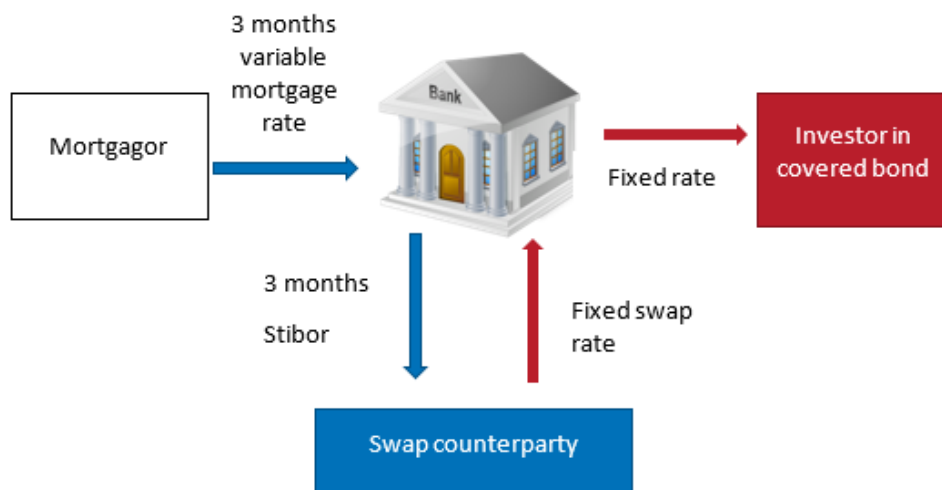 3 months
variable
mortgage
rate
Mortgagor
Bank
Investor in
covered bond
Fixed rate
3 months
Stibor
Fixed swap
rate
Swap counterparty